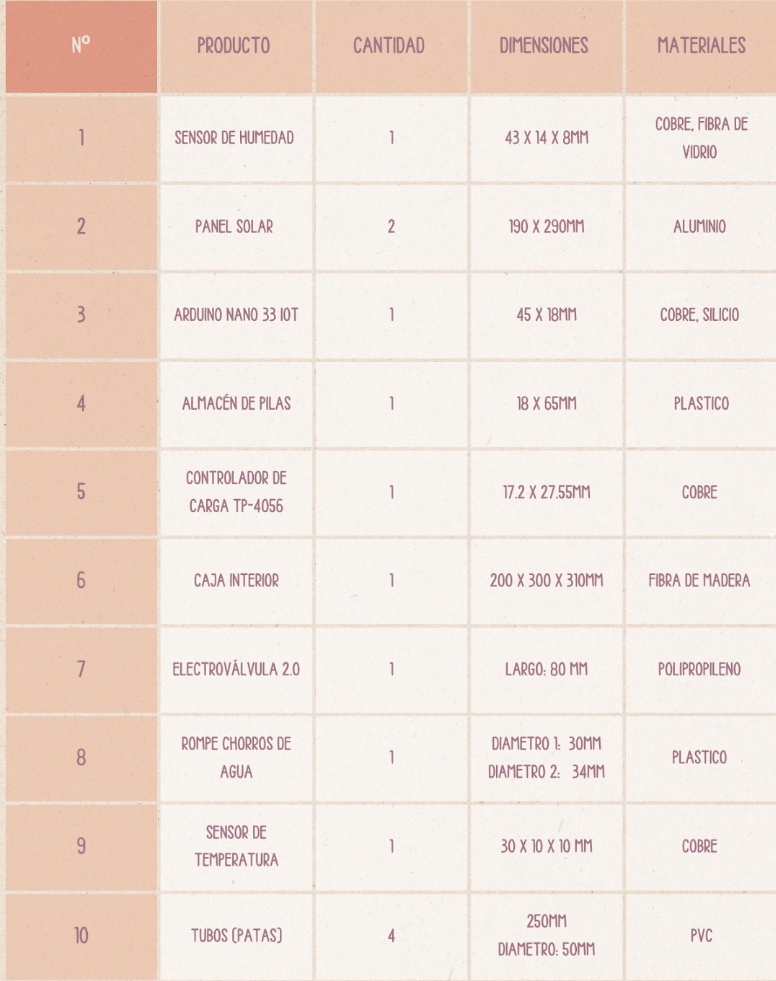 Nº PRODUCTO CANTIDAD DIMENSIONES MATERIALES
1 SENSOR DE HUMEDAD 1 43 X 14 X 8MM COBRE, FIBRA DE
VIDRIO
2 PANEL SOLAR 2 190 X 290MM ALUMINIO
3 ARDUINO NANO 33 IOT 1 45 X 18MM COBRE, SILICIO
4 ALMACÉN DE PILAS 1 18 X 65MM PLASTICO
5 CONTROLADOR DE
CARGA TP-4056 1 17.2 X 27.55MM COBRE
6 CAJA INTERIOR 1 200 X 300 X 310MM FIBRA DE MADERA
7 ELECTROVÁLVULA 2.0 1 LARGO: 80 MM POLIPROPILENO
8 ROMPE CHORROS DE
AGUA 1 DIAMETRO 1: 30MM
DIAMETRO 2: 34MM PLASTICO
9 SENSOR DE
TEMPERATURA 1 30 X 10 X 10 MM COBRE
10 TUBOS (PATAS) 4 250MM
DIAMETRO: 50MM PVC